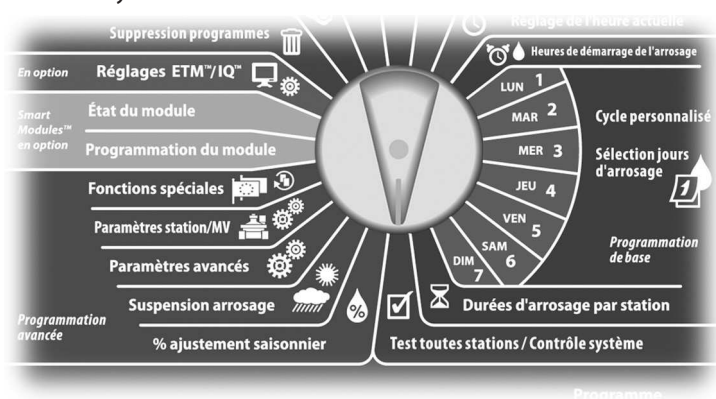 Suppression programmes
Réglage de l'heure actuelle
En option
Réglages ETM™/IQ™
Heures de démarrage de l'arrosage
Smart
Modules™
en option
État du module
Programmation du module
LUN 1
MAR 2
MER 3
JEU 4
VEN 5
SAM 6
DIM 7
Cycle personnalisé
Sélection jours
d'arrosage
1
Programmation
de base
Fonctions spéciales
Paramètres station/MV
Paramètres avancés
Suspension arrosage
Programmation
avancée
% ajustement saisonnier
%
Durées d'arrosage par station
Test toutes stations / Contrôle système
Programme